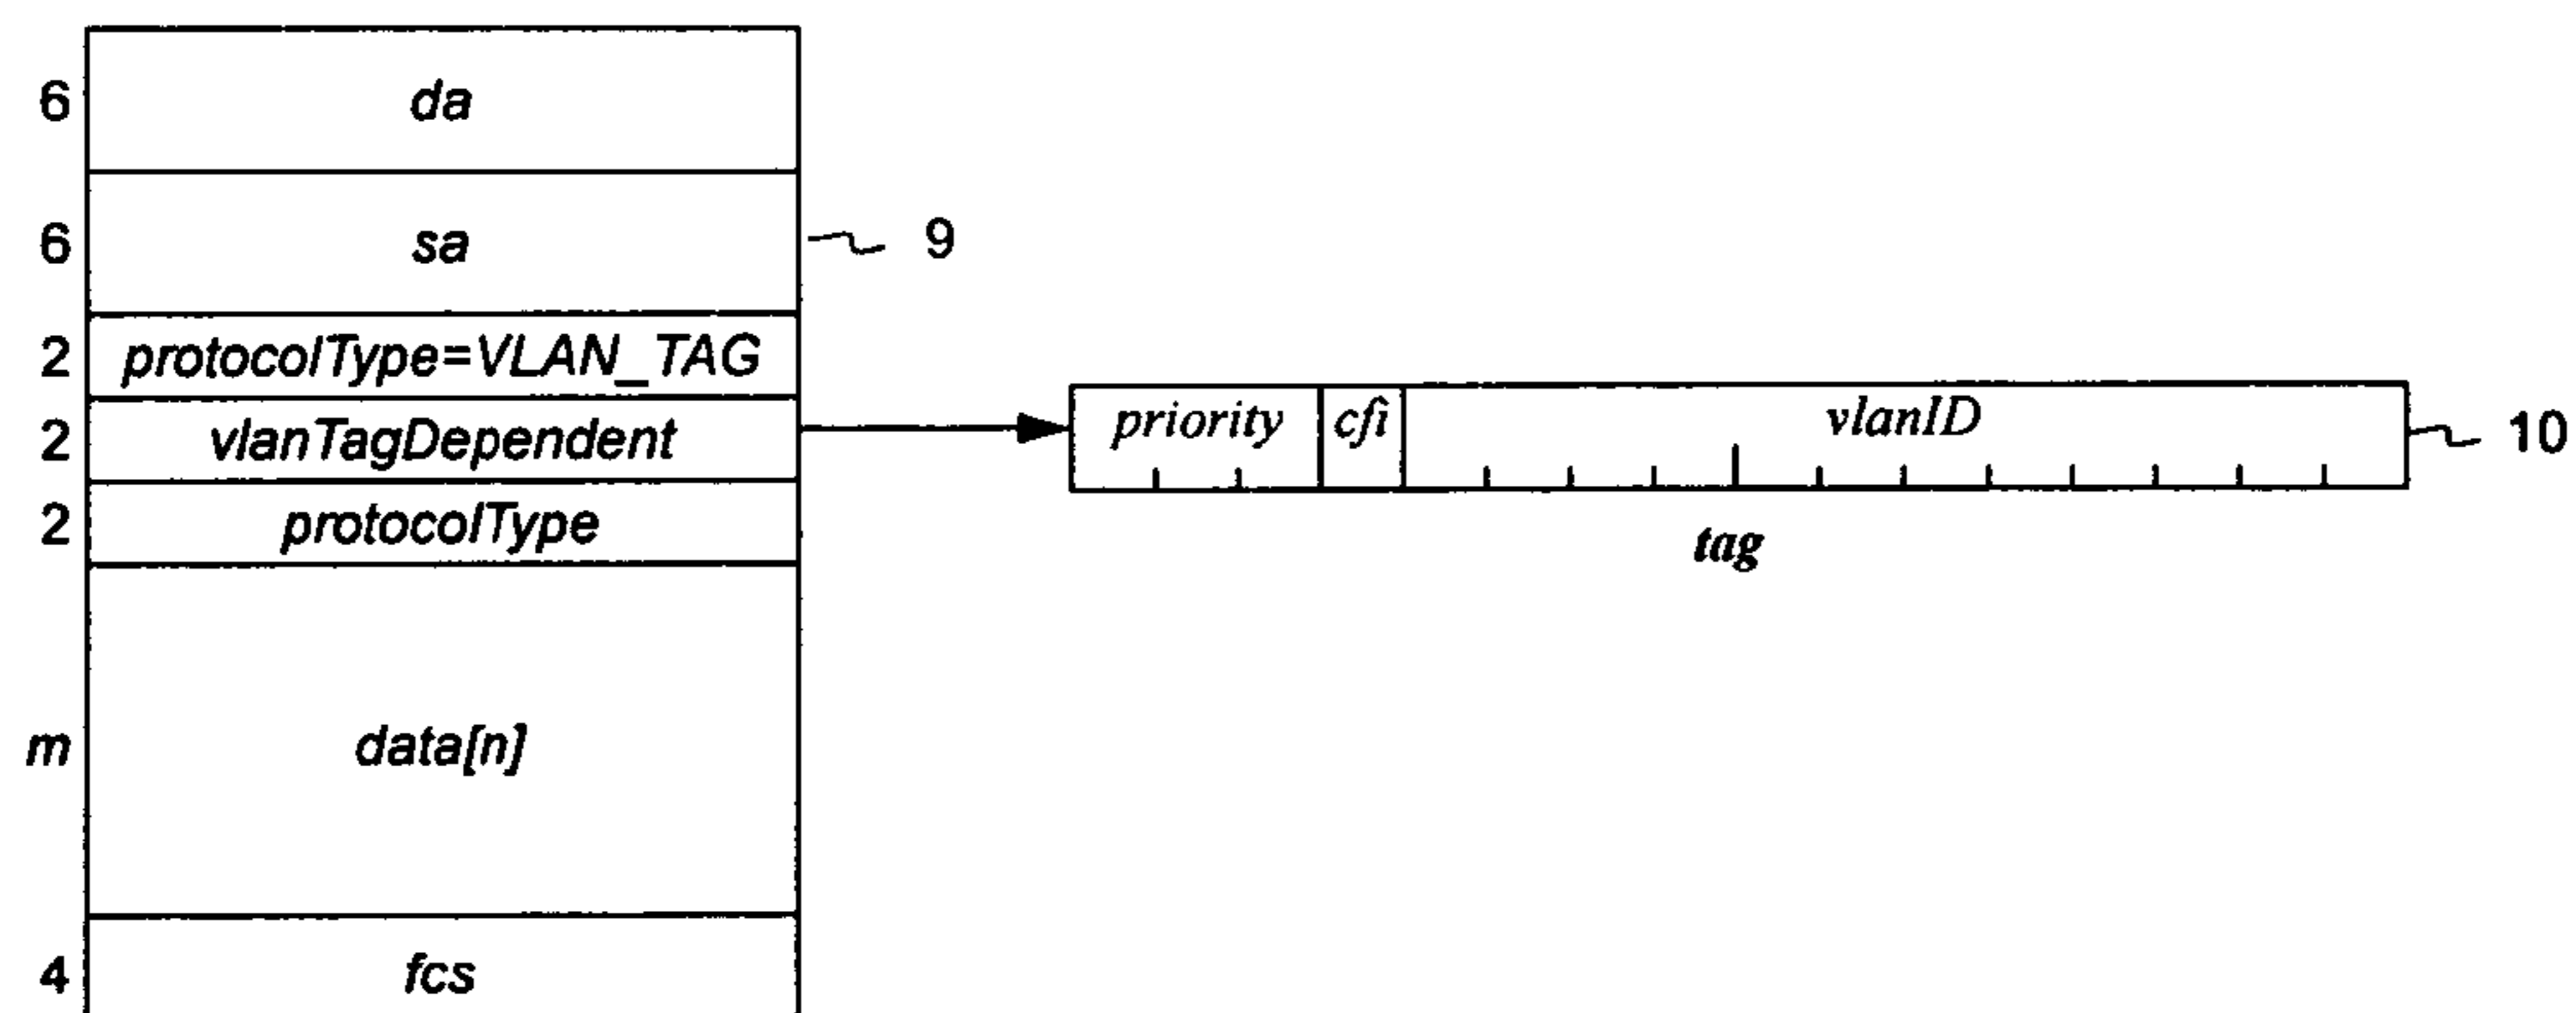 6 da
6 sa 9
2 protocolType=VLAN_TAG
2 vlanTagDependent priority cfi vlanID 10
2 protocolType tag
m data[n]
4 fcs